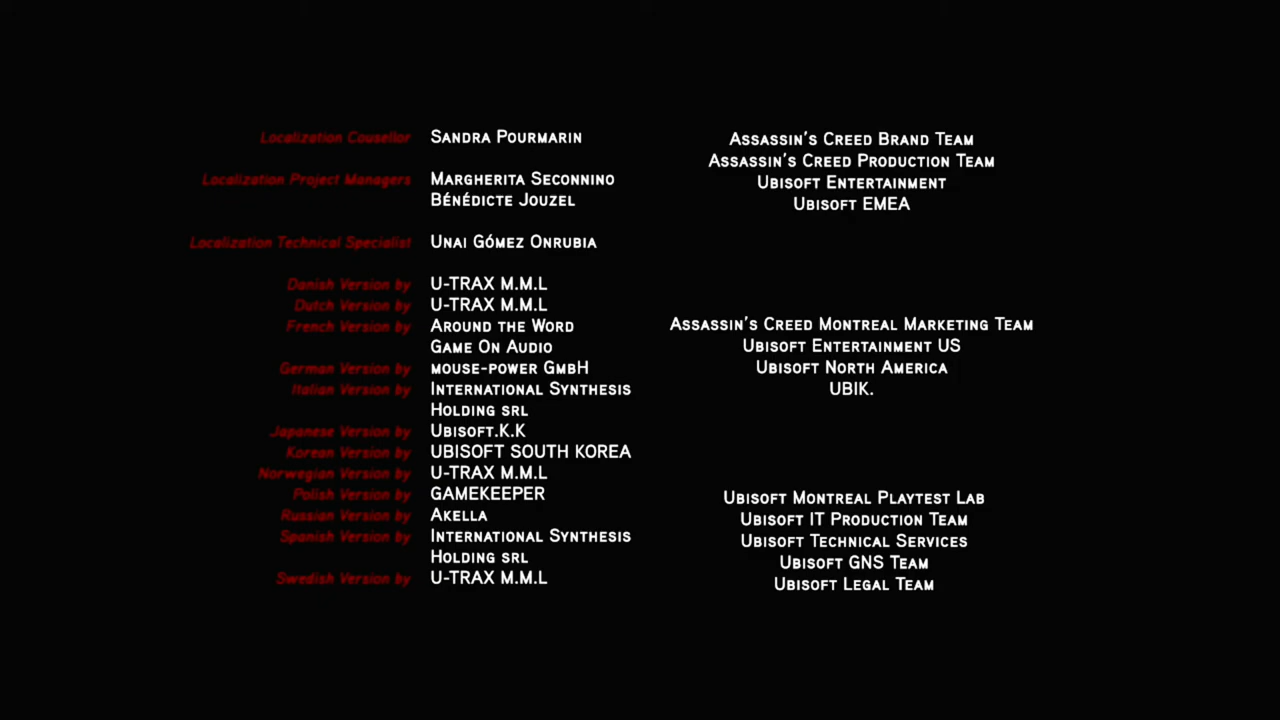 Localization Cousellor SANDRA POURMARIN
Localization Project Managers MARGHERITA SECONNINO
BÉNÉDICTE JOUZEL
Localization Technical Specialist UNAI GÓMEZ ONRUBIA
Danish Version by U-TRAX M.M.L
Dutch Version by U-TRAX M.M.L
French Version by AROUND THE WORD
GAME ON AUDIO
German Version by MOUSE-POWER GMBH
Italian Version by INTERNATIONAL SYNTHESIS
HOLDING SRL
Japanese Version by UBISOFT.K.K
Korean Version by UBISOFT SOUTH KOREA
Norwegian Version by U-TRAX M.M.L
Polish Version by GAMEKEEPER
Russian Version by AKELLA
Spanish Version by INTERNATIONAL SYNTHESIS
HOLDING SRL
Swedish Version by U-TRAX M.M.L
ASSASSIN'S CREED BRAND TEAM
ASSASSIN'S CREED PRODUCTION TEAM
UBISOFT ENTERTAINMENT
UBISOFT EMEA
ASSASSIN'S CREED MONTREAL MARKETING TEAM
UBISOFT ENTERTAINMENT US
UBISOFT NORTH AMERICA
UBIK.
UBISOFT MONTREAL PLAYTEST LAB
UBISOFT IT PRODUCTION TEAM
UBISOFT TECHNICAL SERVICES
UBISOFT GNS TEAM
UBISOFT LEGAL TEAM